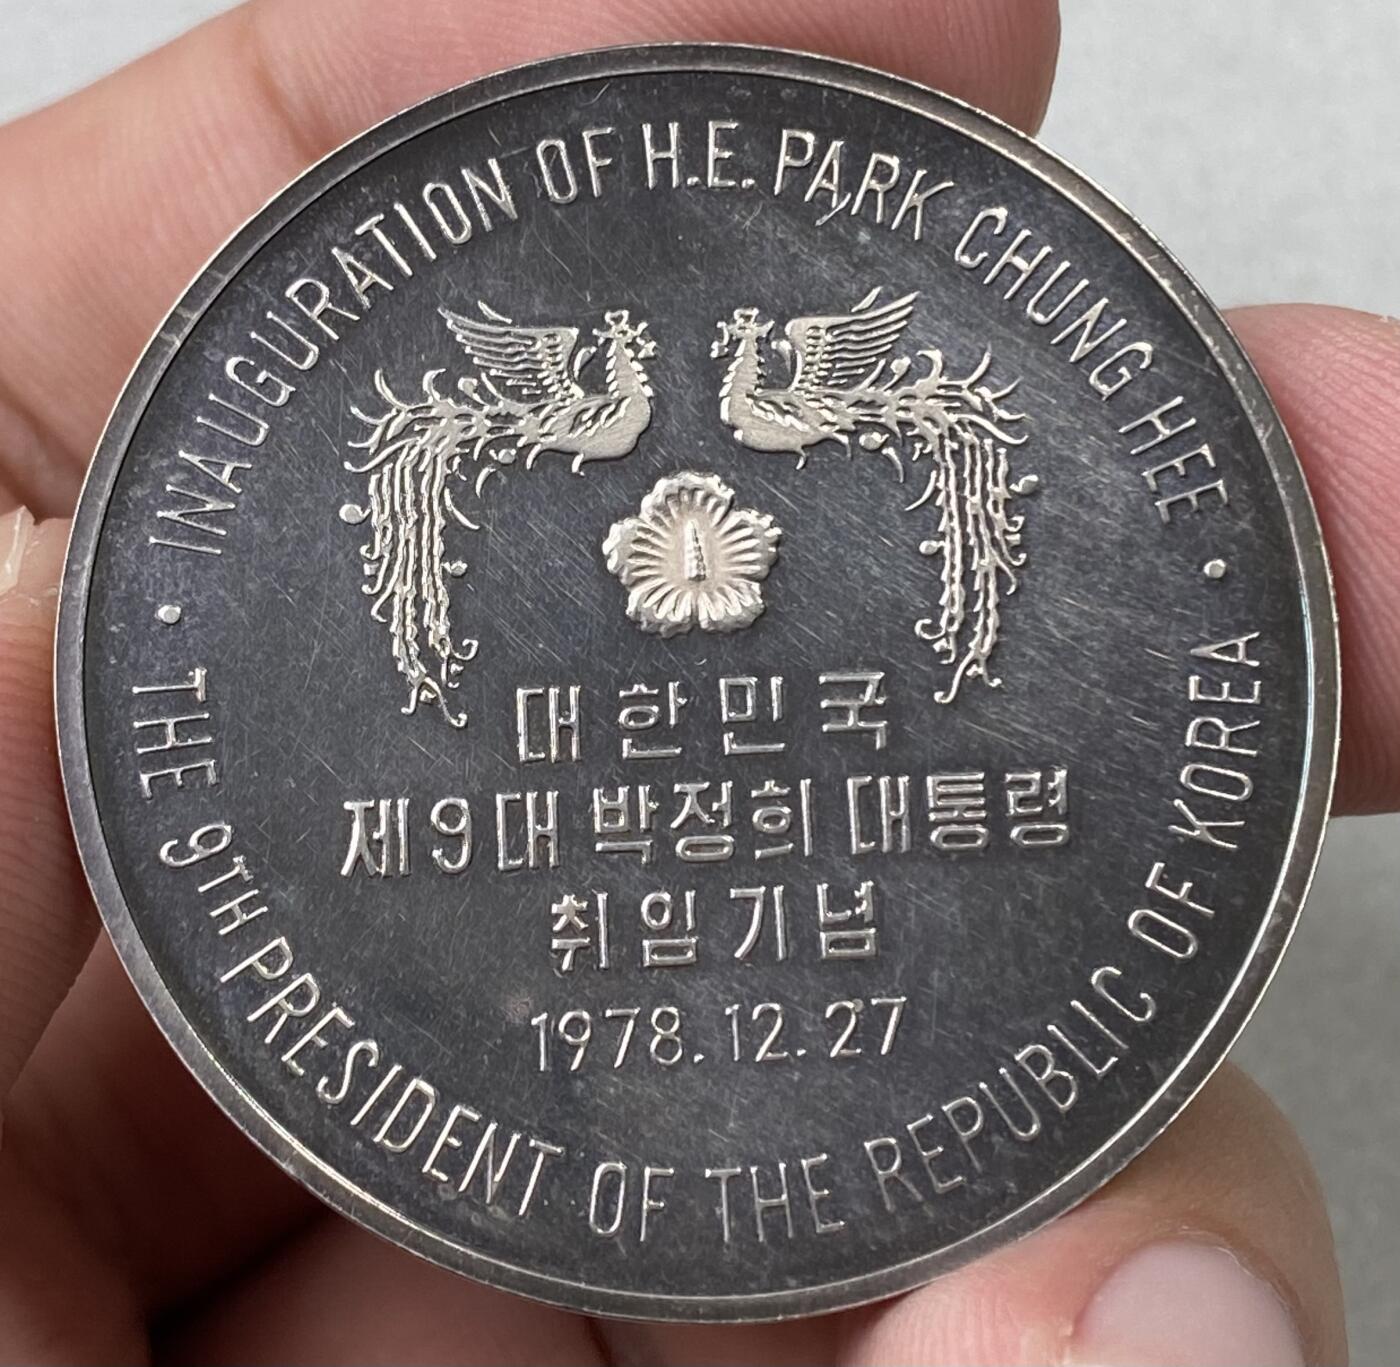 · INAUGURATION OF H.E. PARK CHUNG HEE ·
대한민국
제9대 박정희 대통령
취임기념
1978.12.27
THE 9TH PRESIDENT OF THE REPUBLIC OF KOREA